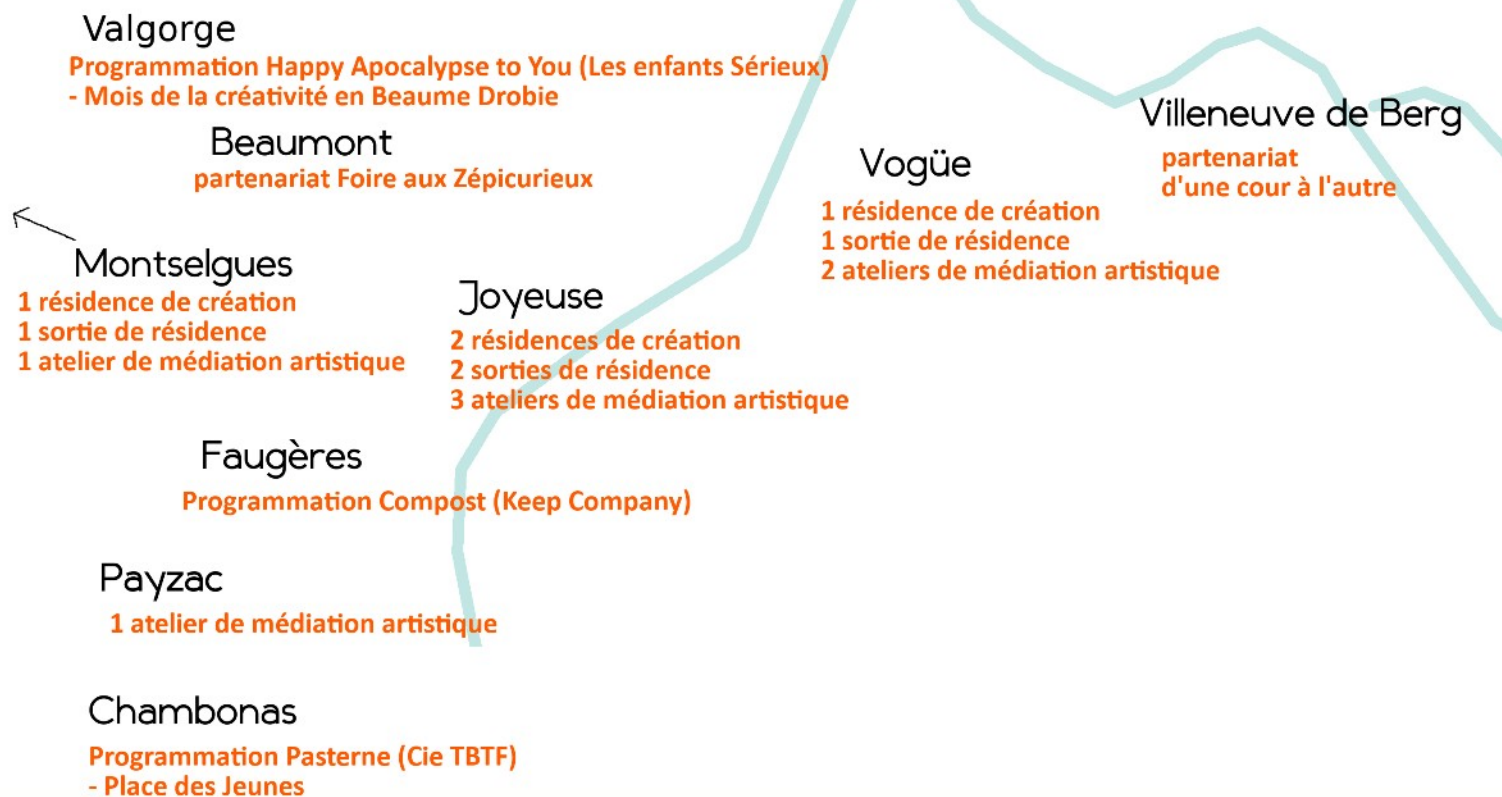 Valgorge
Programmation Happy Apocalypse to You (Les enfants Sérieux)
- Mois de la créativité en Beaume Drobie
Beaumont
partenariat Foire aux Zépicurieux
Villeneuve de Berg
partenariat
d'une cour à l'autre
Vogüe
1 résidence de création
1 sortie de résidence
2 ateliers de médiation artistique
Montselgues
1 résidence de création
1 sortie de résidence
1 atelier de médiation artistique
Joyeuse
2 résidences de création
2 sorties de résidence
3 ateliers de médiation artistique
Faugères
Programmation Compost (Keep Company)
Payzac
1 atelier de médiation artistique
Chambonas
Programmation Pasterne (Cie TBTF)
- Place des Jeunes